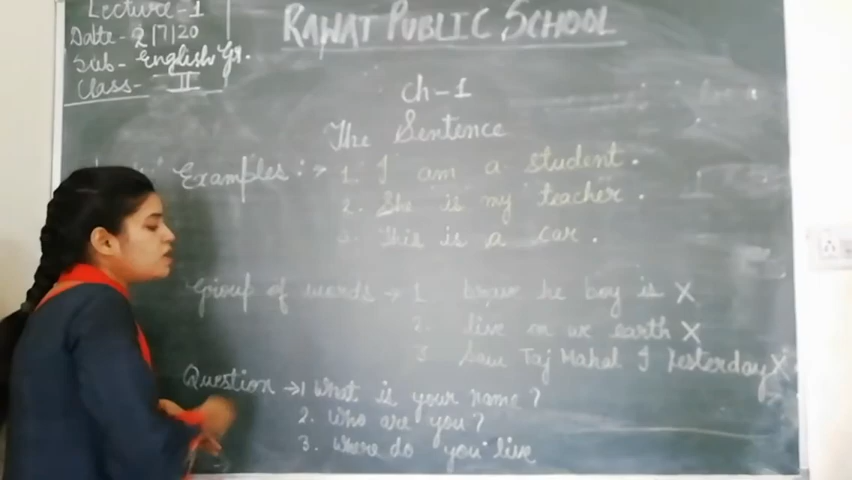 Lecture-1
Date- 2/7/20
Sub- English Gr.
Class- II
RAWAT PUBLIC SCHOOL
Ch-1
The Sentence
Examples :-> 1. I am a student.
2. She is my teacher.
3. This is a car.
Group of words -> 1 brave he boy is X
2. live on we earth X
3 Saw Taj Mahal I Yesterday X
Question -> 1 What is your name?
2. Who are you?
3. Where do you live